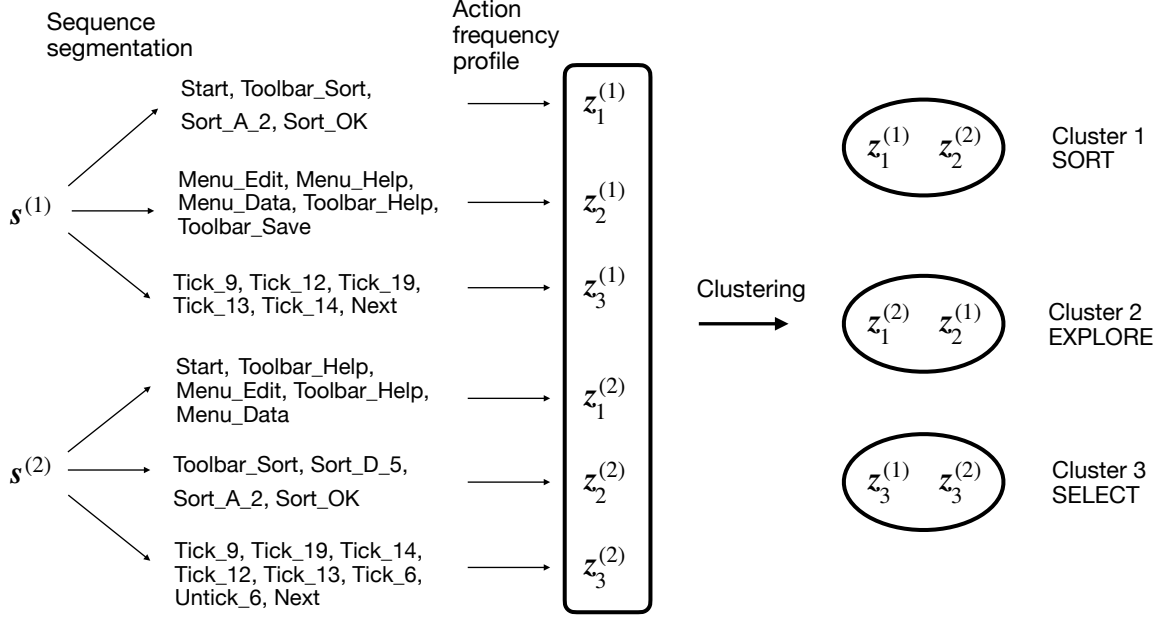 Sequence
segmentation
Action
frequency
profile
s^(1)
Start, Toolbar_Sort,
Sort_A_2, Sort_OK
z_1^(1)
Menu_Edit, Menu_Help,
Menu_Data, Toolbar_Help,
Toolbar_Save
z_2^(1)
Tick_9, Tick_12, Tick_19,
Tick_13, Tick_14, Next
z_3^(1)
s^(2)
Start, Toolbar_Help,
Menu_Edit, Toolbar_Help,
Menu_Data
z_1^(2)
Toolbar_Sort, Sort_D_5,
Sort_A_2, Sort_OK
z_2^(2)
Tick_9, Tick_19, Tick_14,
Tick_12, Tick_13, Tick_6,
Untick_6, Next
z_3^(2)
Clustering
z_1^(1) z_2^(2)
Cluster 1
SORT
z_1^(2) z_2^(1)
Cluster 2
EXPLORE
z_3^(1) z_3^(2)
Cluster 3
SELECT